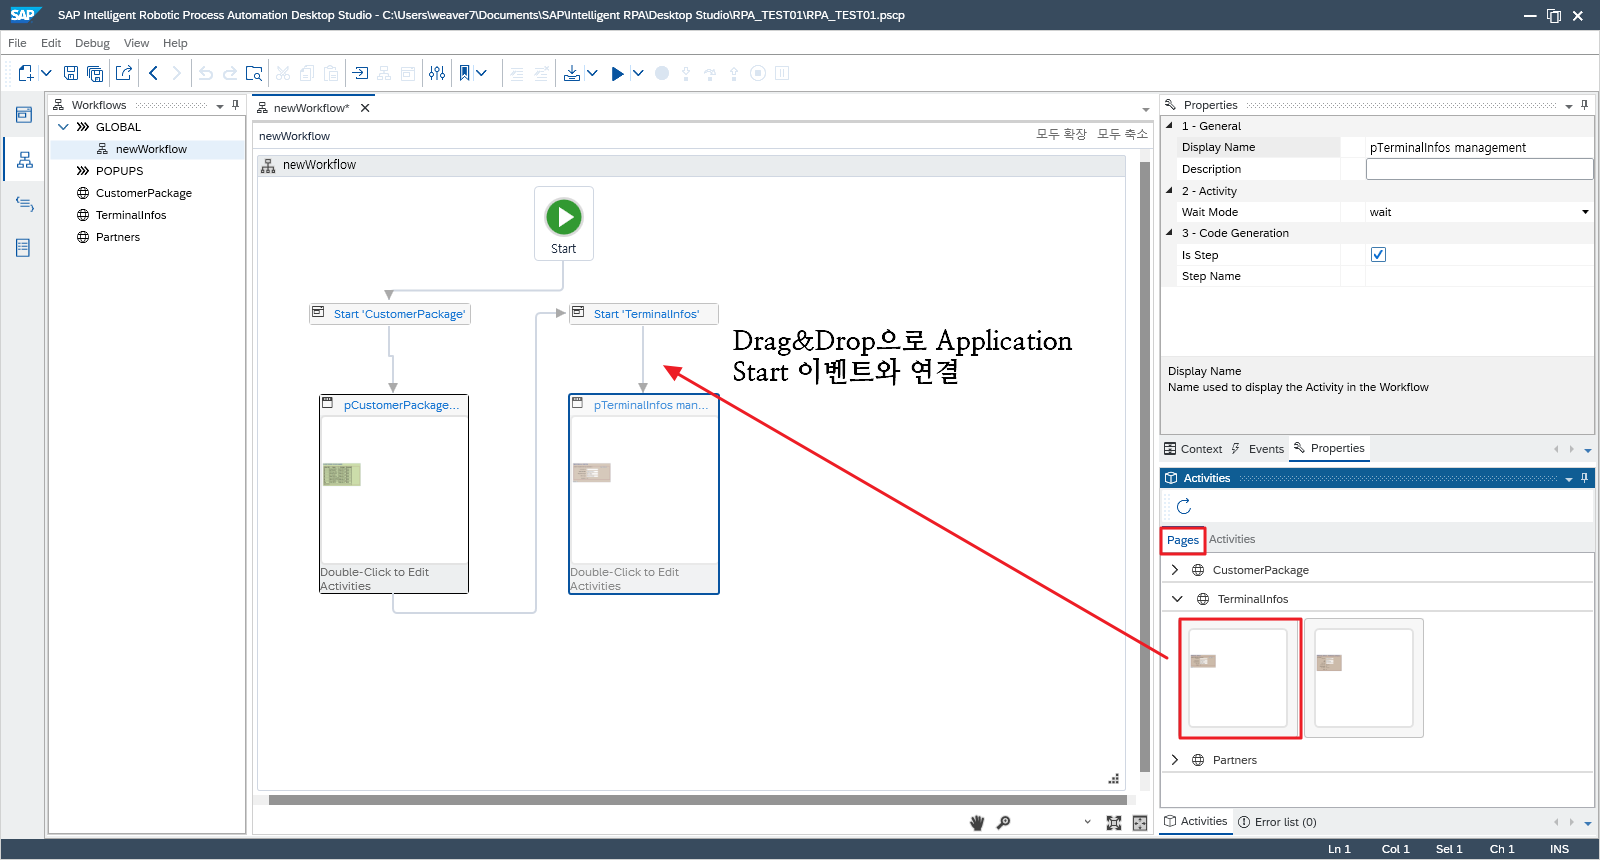 SAP
SAP Intelligent Robotic Process Automation Desktop Studio - C:\Users\weaver7\Documents\SAP\Intelligent RPA\Desktop Studio\RPA_TEST01\RPA_TEST01.pscp
File Edit Debug View Help
Workflows
GLOBAL
newWorkflow
POPUPS
CustomerPackage
TerminalInfos
Partners
newWorkflow*
newWorkflow
모두 확장 모두 축소
newWorkflow
Start
Start 'CustomerPackage'
Start 'TerminalInfos'
Drag&Drop으로 Application
Start 이벤트와 연결
pCustomerPackage...
pTerminalInfos man...
Double-Click to Edit
Activities
Double-Click to Edit
Activities
Properties
1 - General
Display Name pTerminalInfos management
Description
2 - Activity
Wait Mode wait
3 - Code Generation
Is Step
Step Name
Display Name
Name used to display the Activity in the Workflow
Context Events Properties
Activities
Pages Activities
CustomerPackage
TerminalInfos
Partners
Activities Error list (0)
Ln 1 Col 1 Sel 1 Ch 1 INS